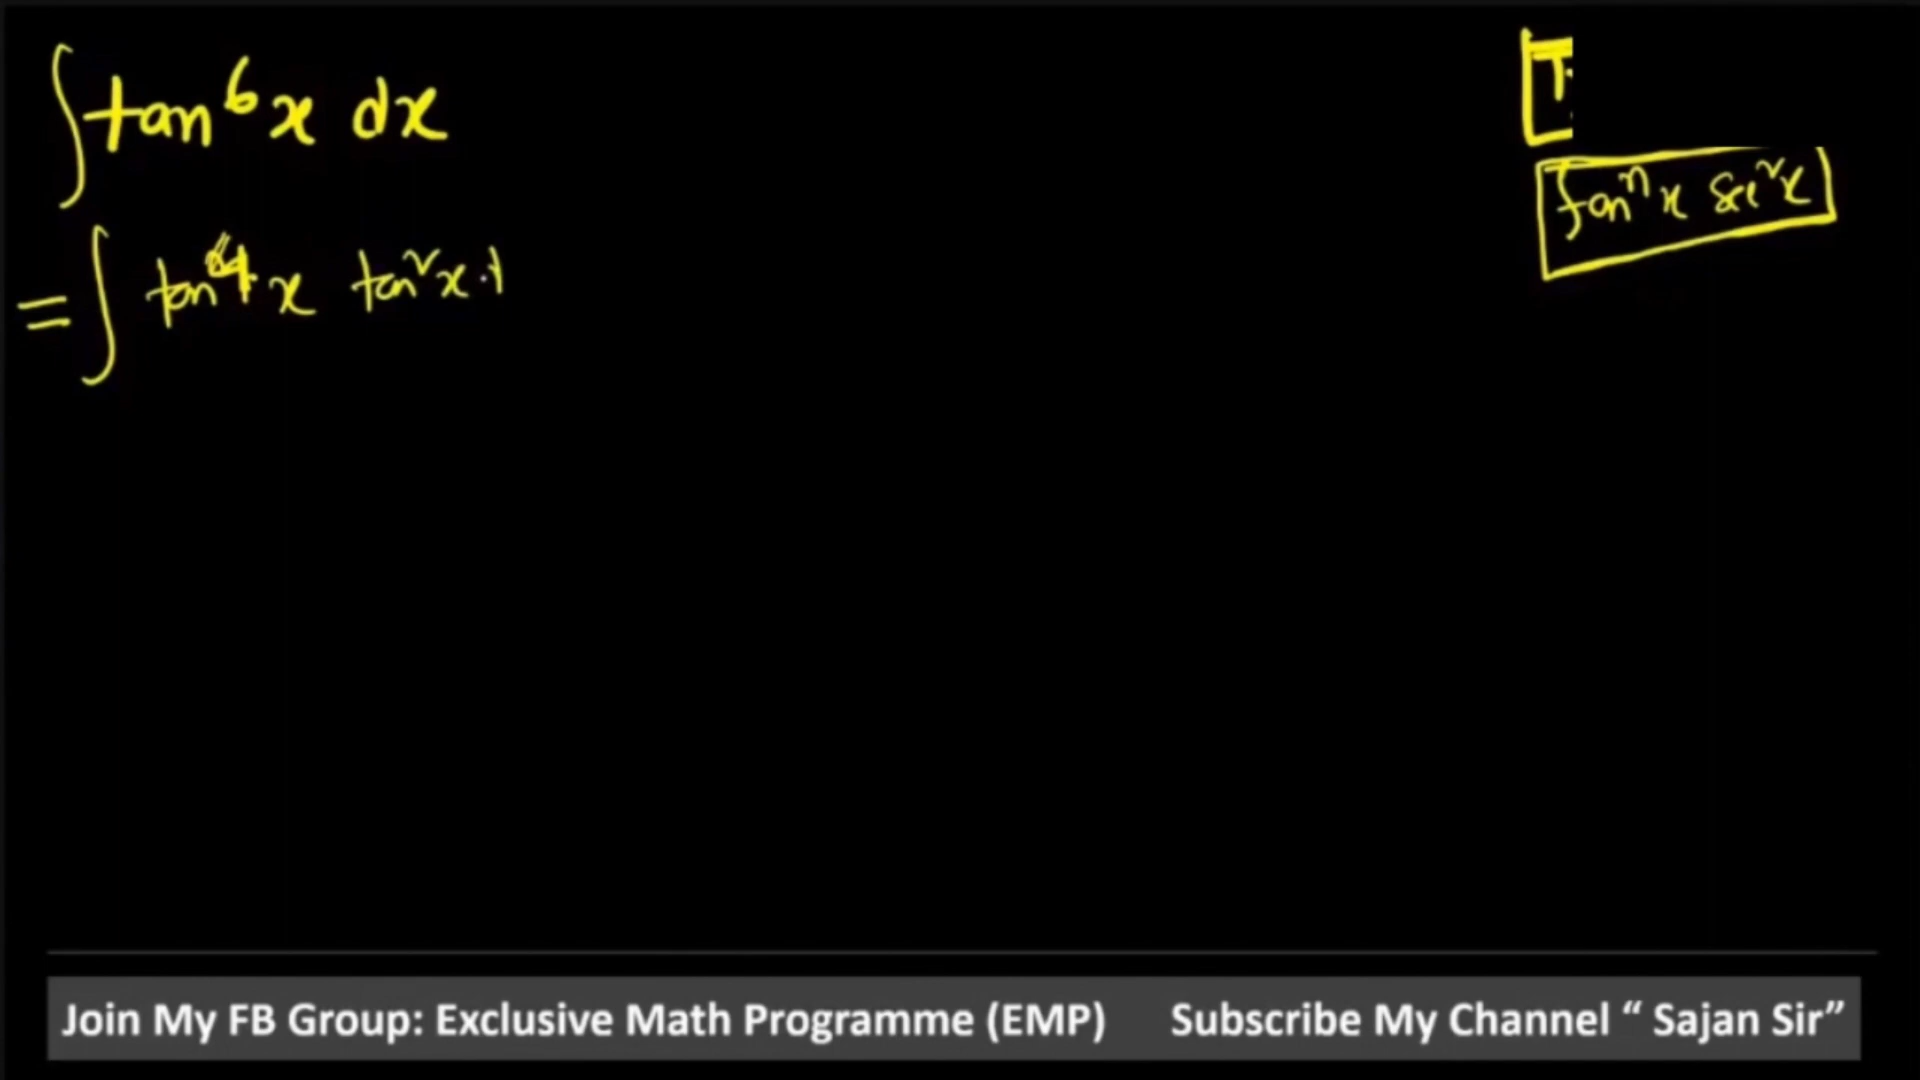 ∫ tan⁶x dx
= ∫ tan⁴x tan²x ·
tanⁿx sec²x
Join My FB Group: Exclusive Math Programme (EMP) Subscribe My Channel “ Sajan Sir”